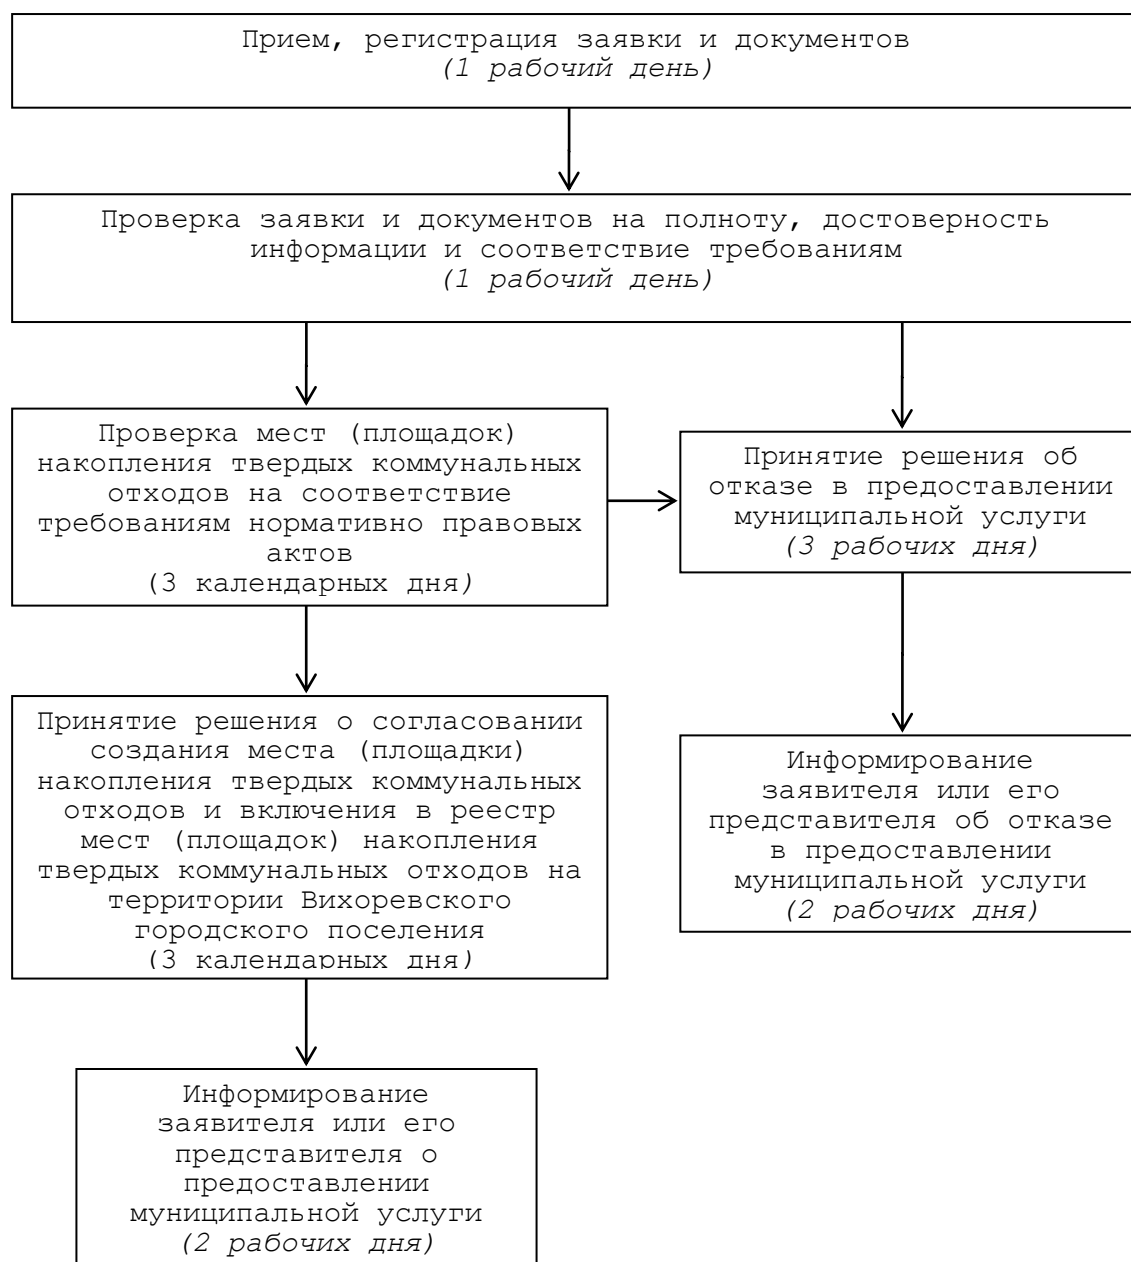 Прием, регистрация заявки и документов
(1 рабочий день)
Проверка заявки и документов на полноту, достоверность
информации и соответствие требованиям
(1 рабочий день)
Проверка мест (площадок)
накопления твердых коммунальных
отходов на соответствие
требованиям нормативно правовых
актов
(3 календарных дня)
Принятие решения об
отказе в предоставлении
муниципальной услуги
(3 рабочих дня)
Принятие решения о согласовании
создания места (площадки)
накопления твердых коммунальных
отходов и включения в реестр
мест (площадок) накопления
твердых коммунальных отходов на
территории Вихоревского
городского поселения
(3 календарных дня)
Информирование
заявителя или его
представителя об отказе
в предоставлении
муниципальной услуги
(2 рабочих дня)
Информирование
заявителя или его
представителя о
предоставлении
муниципальной услуги
(2 рабочих дня)